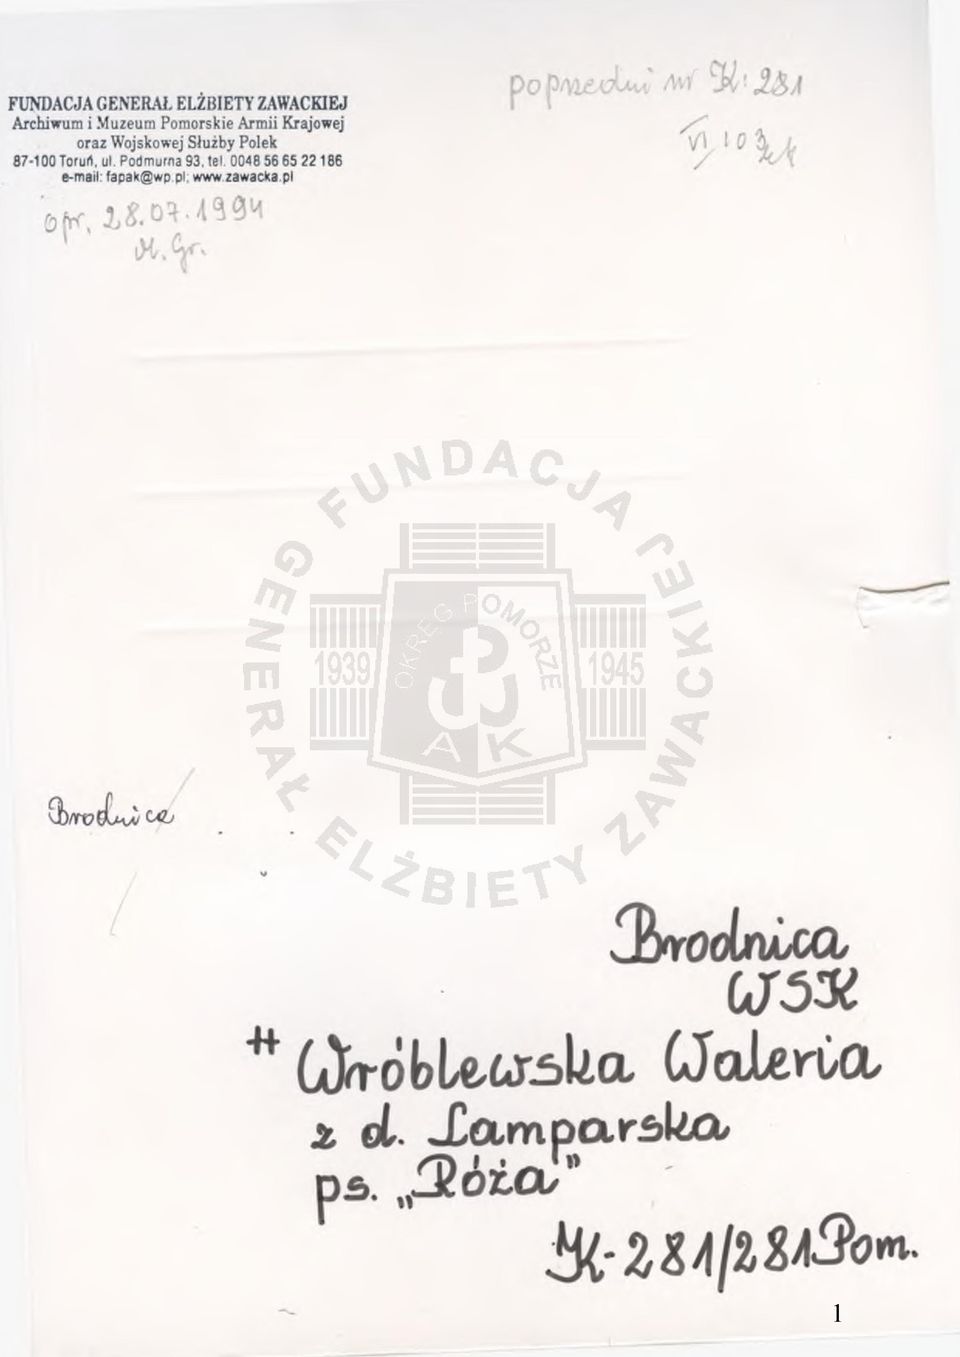 poprzedni nr K: 281
VI/103
FUNDACJA GENERAŁ ELŻBIETY ZAWACKIEJ
Archiwum i Muzeum Pomorskie Armii Krajowej
oraz Wojskowej Służby Polek
87-100 Toruń, ul. Podmurna 93, tel. 0048 56 65 22 186
e-mail: fapak@wp.pl; www.zawacka.pl
opr. 28.07.1994
M. Gr.
FUNDACJA GENERAŁ ELŻBIETY ZAWACKIEJ
OKRĘG POMORZE
1939
1945
AK
Brodnica
Brodnica
WSK
# Wróblewska Waleria
z d. Lamparska
ps. „Róża"
K-281/281 Pom.
1